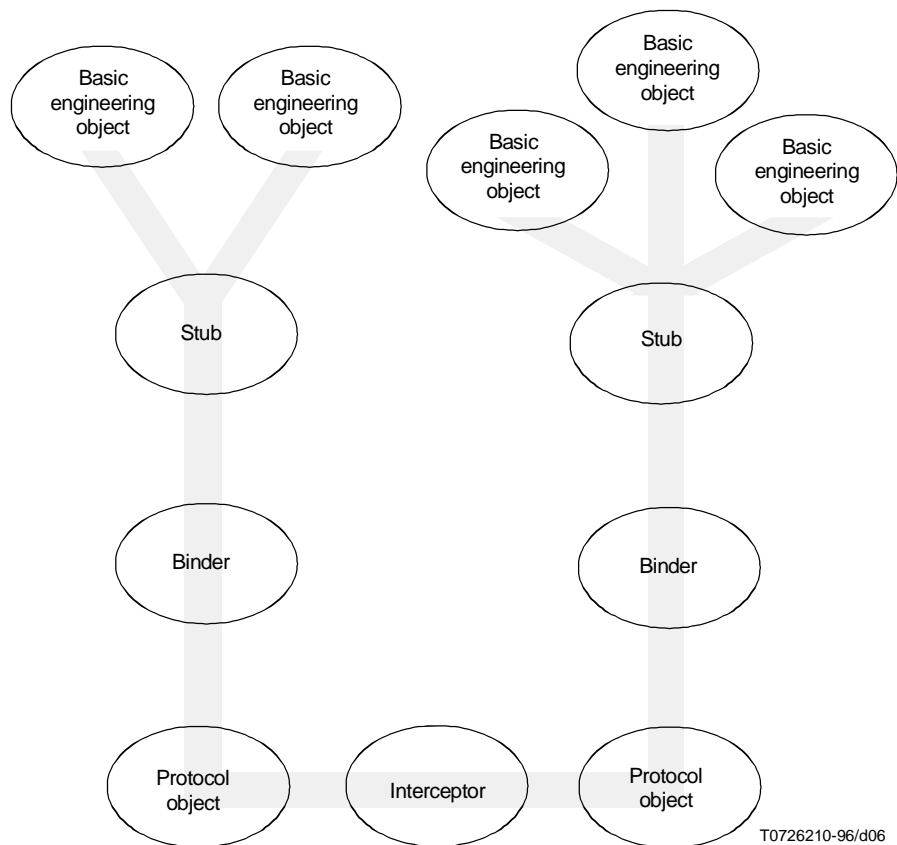 Basic
engineering
object
Basic
engineering
object
Basic
engineering
object
Basic
engineering
object
Basic
engineering
object
Stub
Stub
Binder
Binder
Protocol
object
Interceptor
Protocol
object
T0726210-96/d06